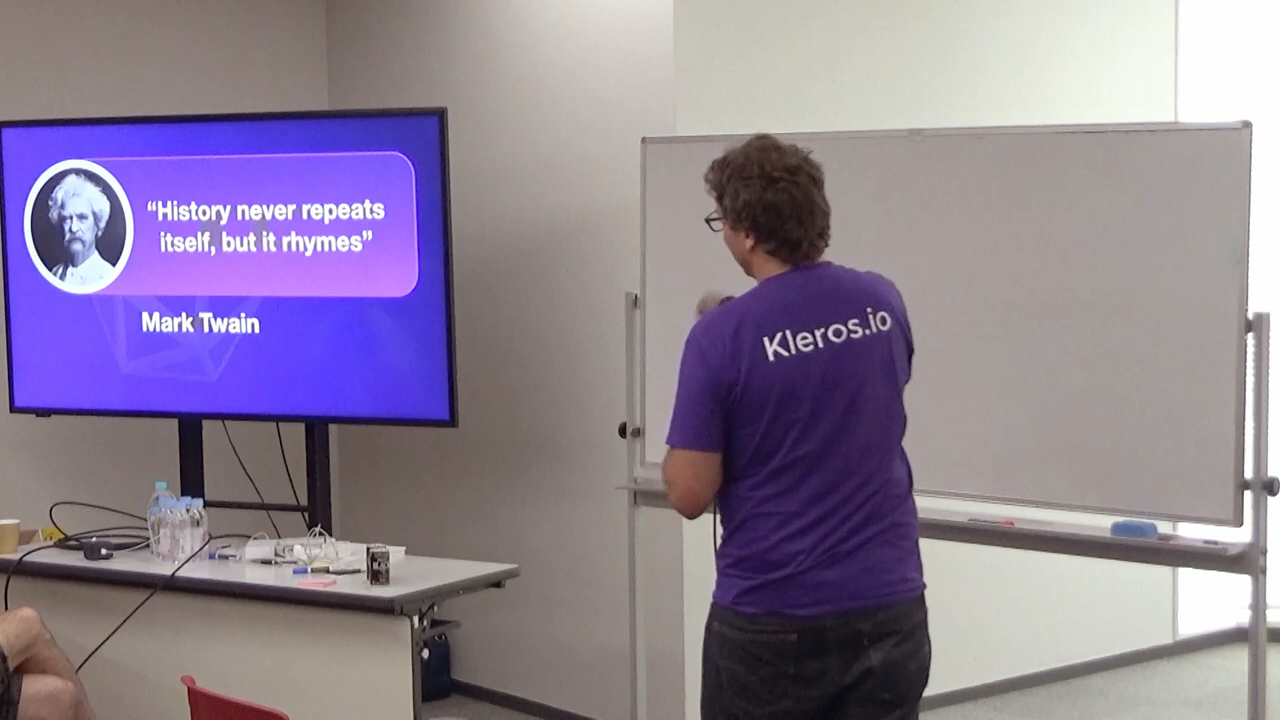 “History never repeats
itself, but it rhymes”
Mark Twain
Kleros.io